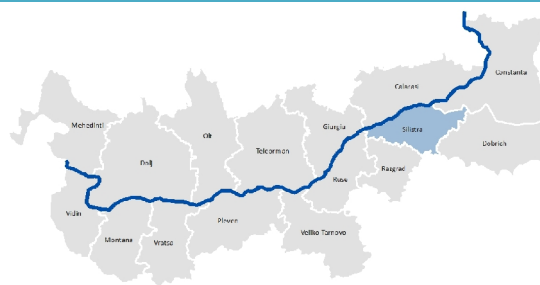 Constanta
Calarasi
Mehedinti
Giurgiu
Silistra
Olt
Dobrich
Teleorman
Dolj
Razgrad
Ruse
Vidin
Pleven
Veliko Tarnovo
Montana
Vratsa